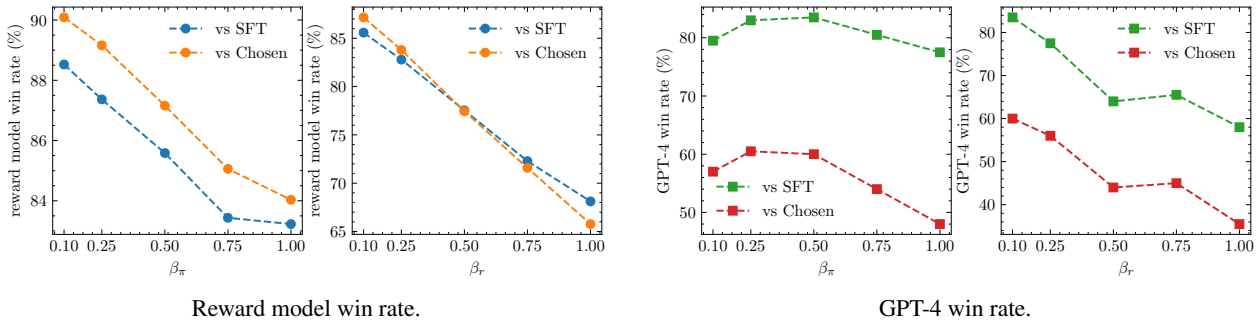 reward model win rate (%)
90
88
86
84
vs SFT
vs Chosen
0.10 0.25 0.50 0.75 1.00
β_π
reward model win rate (%)
85
80
75
70
65
vs SFT
vs Chosen
0.10 0.25 0.50 0.75 1.00
β_r
Reward model win rate.
GPT-4 win rate (%)
80
70
60
50
vs SFT
vs Chosen
0.10 0.25 0.50 0.75 1.00
β_π
GPT-4 win rate (%)
80
70
60
50
40
vs SFT
vs Chosen
0.10 0.25 0.50 0.75 1.00
β_r
GPT-4 win rate.